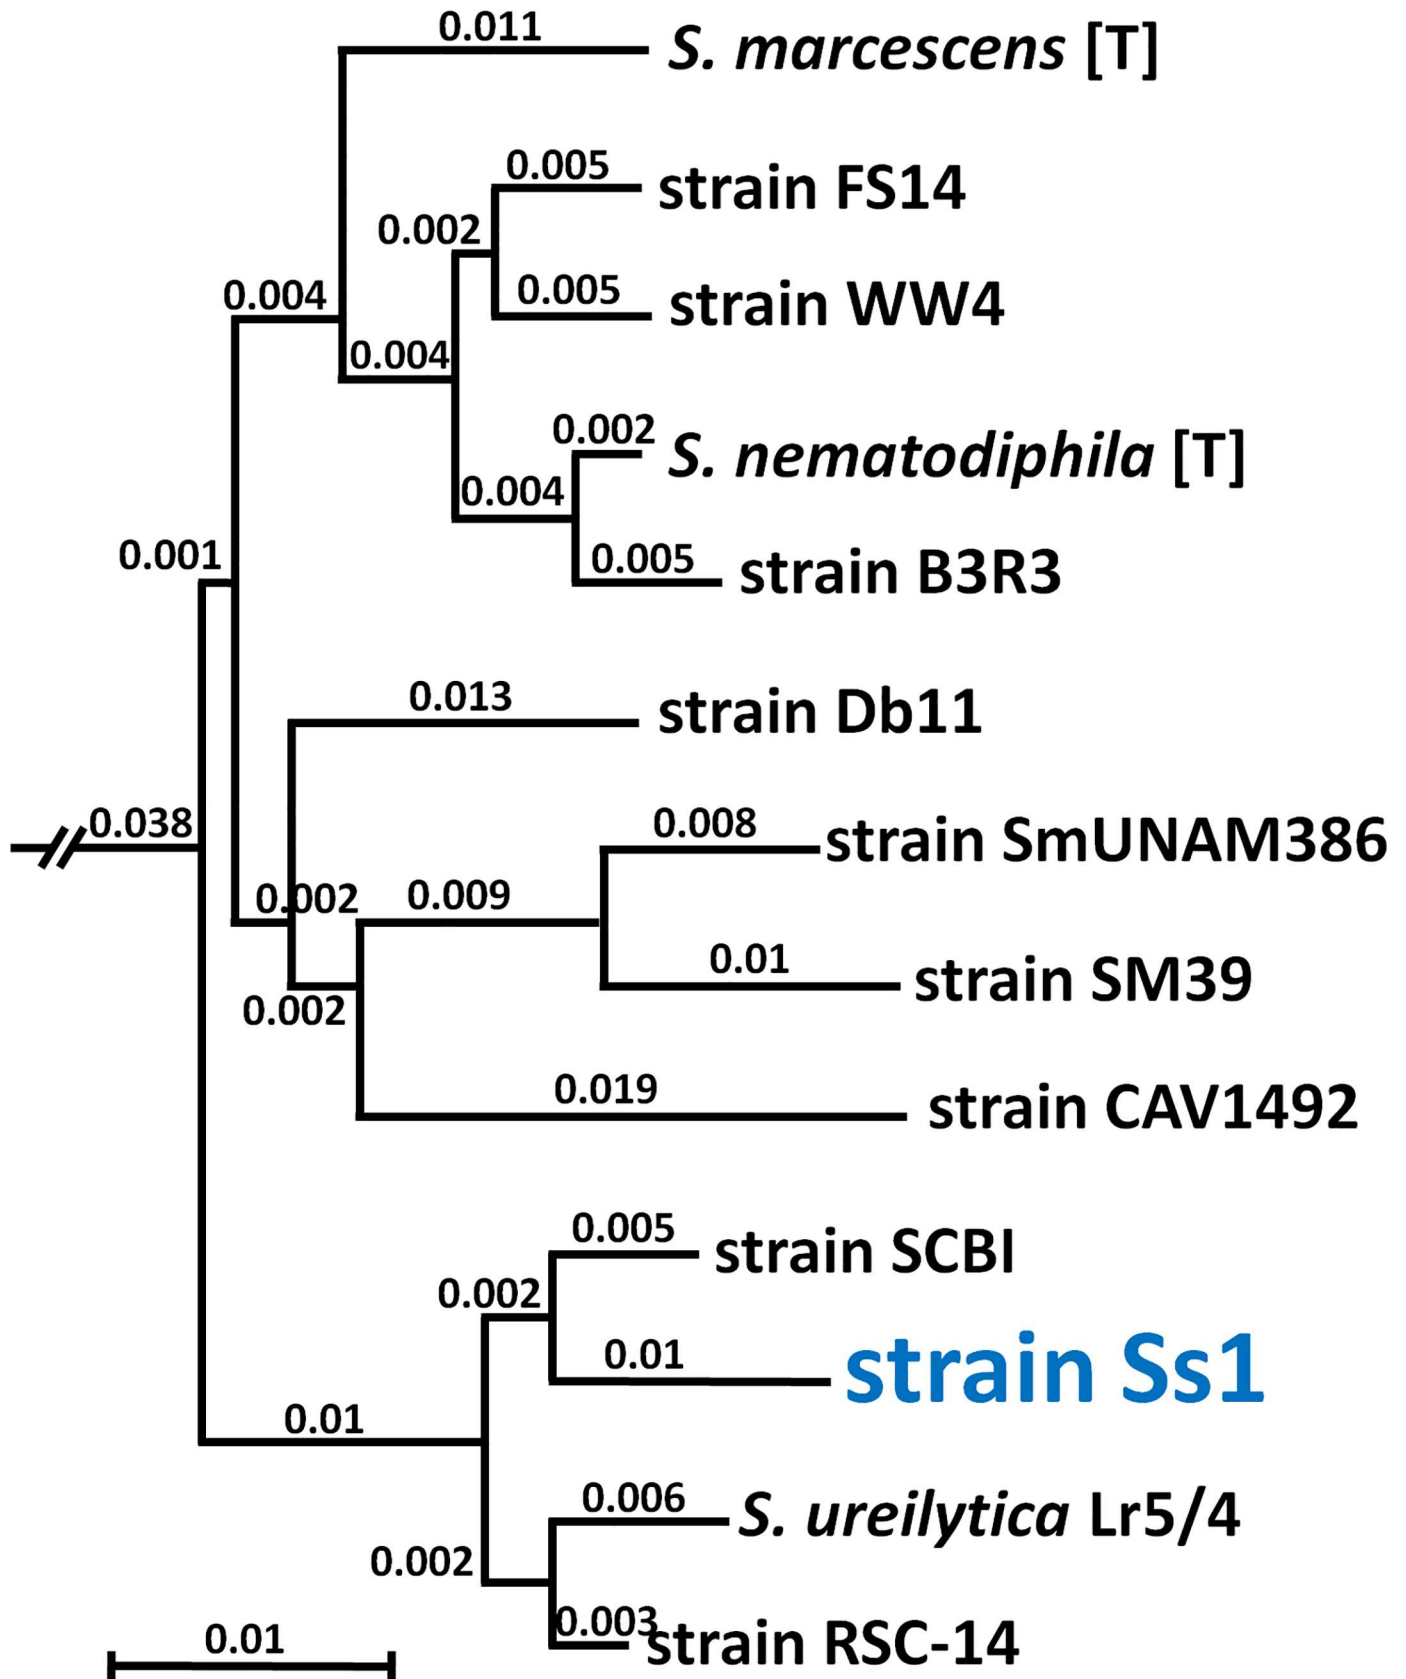 0.011
S. marcescens [T]
0.005
strain FS14
0.002
0.005
strain WW4
0.004
0.004
0.002
S. nematodiphila [T]
0.004
0.005
strain B3R3
0.001
0.013
strain Db11
0.038
0.008
strain SmUNAM386
0.002
0.009
0.01
strain SM39
0.002
0.019
strain CAV1492
0.005
strain SCBI
0.002
0.01
strain Ss1
0.01
0.006
S. ureilytica Lr5/4
0.002
0.003
strain RSC-14
0.01